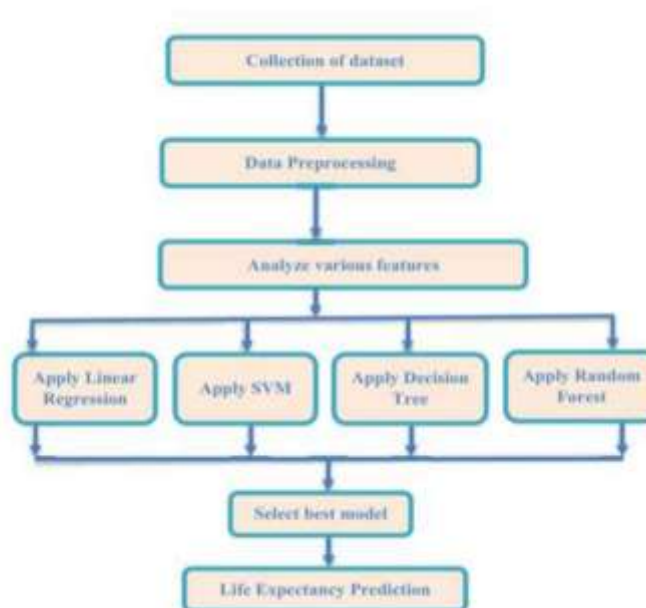 Collection of dataset
Data Preprocessing
Analyze various features
Apply Linear
Regression
Apply SVM
Apply Decision
Tree
Apply Random
Forest
Select best model
Life Expectancy Prediction